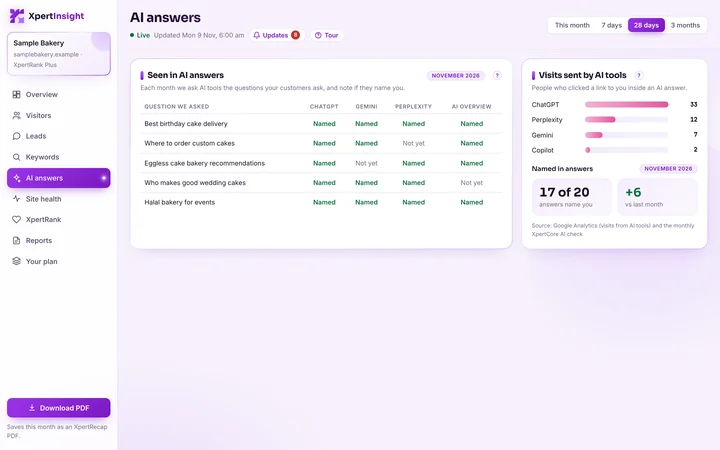 XpertInsight
Sample Bakery
samplebakery.example ·
XpertRank Plus
Overview
Visitors
Leads
Keywords
AI answers
Site health
XpertRank
Reports
Your plan
Download PDF
Saves this month as an XpertRecap
PDF.
AI answers
Live Updated Mon 9 Nov, 6:00 am Updates 8 Tour
This month 7 days 28 days 3 months
Seen in AI answers NOVEMBER 2026 ?
Each month we ask AI tools the questions your customers ask, and note if they name you.
QUESTION WE ASKED CHATGPT GEMINI PERPLEXITY AI OVERVIEW
Best birthday cake delivery Named Named Named Named
Where to order custom cakes Named Named Not yet Named
Eggless cake bakery recommendations Named Not yet Named Named
Who makes good wedding cakes Named Named Named Not yet
Halal bakery for events Named Named Named Named
Visits sent by AI tools ?
People who clicked a link to you inside an AI answer.
ChatGPT 33
Perplexity 12
Gemini 7
Copilot 2
Named in answers NOVEMBER 2026
17 of 20
answers name you
+6
vs last month
Source: Google Analytics (visits from AI tools) and the monthly
XpertCore AI check